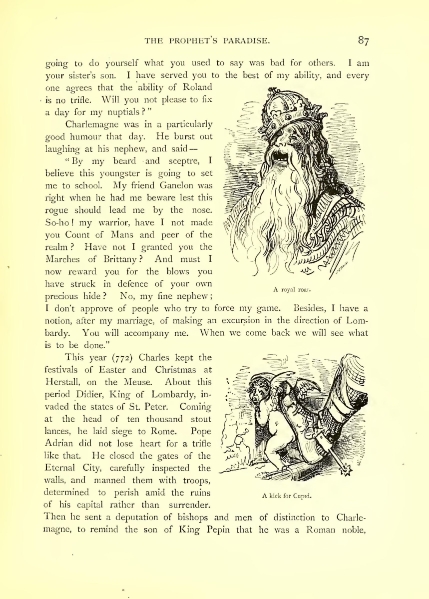 THE PROPHET'S PARADISE. 87
going to do yourself what you used to say was bad for others. I am
your sister's son. I have served you to the best of my ability, and every
one agrees that the ability of Roland
is no trifle. Will you not please to fix
a day for my nuptials?"
Charlemagne was in a particularly
good humour that day. He burst out
laughing at his nephew, and said—
"By my beard and sceptre, I
believe this youngster is going to set
me to school. My friend Ganelon was
right when he had me beware lest this
rogue should lead me by the nose.
So-ho! my warrior, have I not made
you Count of Mans and peer of the
realm? Have not I granted you the
Marches of Brittany? And must I
now reward you for the blows you
have struck in defence of your own
precious hide? No, my fine nephew;
A royal roar.
I don't approve of people who try to force my game. Besides, I have a
notion, after my marriage, of making an excursion in the direction of Lom-
bardy. You will accompany me. When we come back we will see what
is to be done."
This year (772) Charles kept the
festivals of Easter and Christmas at
Herstall, on the Meuse. About this
period Didier, King of Lombardy, in-
vaded the states of St. Peter. Coming
at the head of ten thousand stout
lances, he laid siege to Rome. Pope
Adrian did not lose heart for a trifle
like that. He closed the gates of the
Eternal City, carefully inspected the
walls, and manned them with troops,
determined to perish amid the ruins
of his capital rather than surrender.
A kick for Cupid.
Then he sent a deputation of bishops and men of distinction to Charle-
magne, to remind the son of King Pepin that he was a Roman noble,